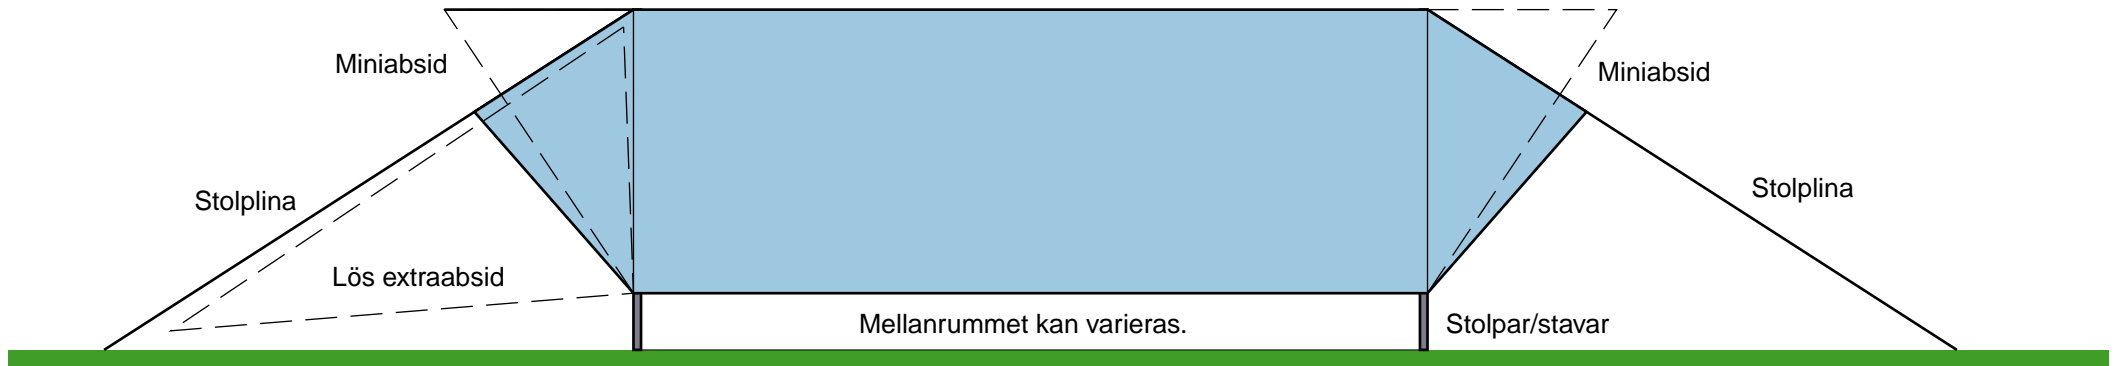 Miniabsid
Miniabsid
Stolplina
Stolplina
Lös extraabsid
Mellanrummet kan varieras.
Stolpar/stavar